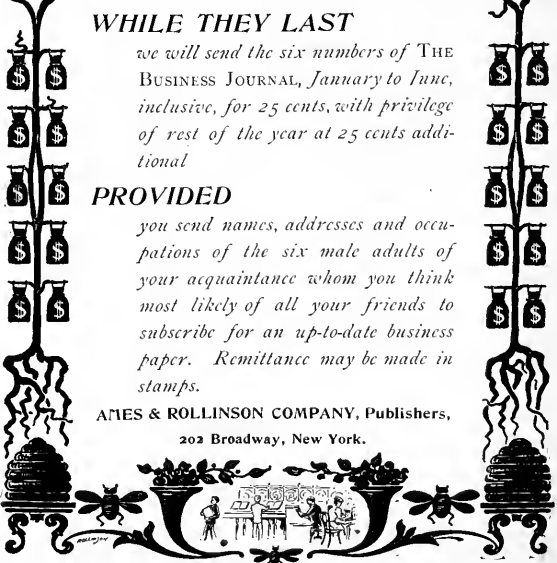 WHILE THEY LAST
we will send the six numbers of THE
BUSINESS JOURNAL, January to June,
inclusive, for 25 cents, with privilege
of rest of the year at 25 cents addi-
tional
PROVIDED
you send names, addresses and occu-
pations of the six male adults of
your acquaintance whom you think
most likely of all your friends to
subscribe for an up-to-date business
paper. Remittance may be made in
stamps.
AMES & ROLLINSON COMPANY, Publishers,
202 Broadway, New York.
$ $ $ $
$ $ $ $
$ $ $ $
$ $ $ $
$ $ $ $
ROLLINSON